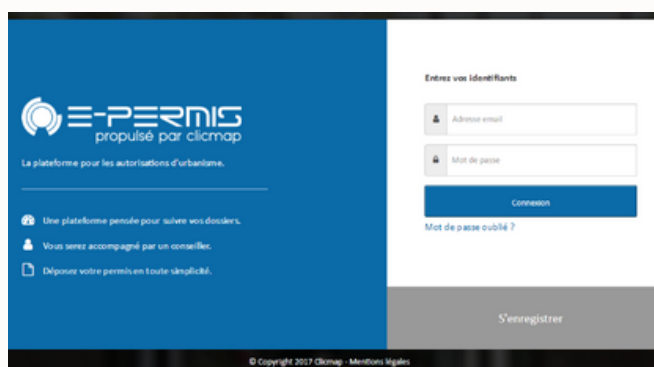 E-PERMIS
propulsé par clicmap
La plateforme pour les autorisations d'urbanisme.
Une plateforme pensée pour suivre vos dossiers.
Vous serez accompagné par un conseiller.
Déposez votre permis en toute simplicité.
Entrez vos identifiants
Adresse email
Mot de passe
Connexion
Mot de passe oublié ?
S'enregistrer
© Copyright 2017 Clicmap - Mentions légales